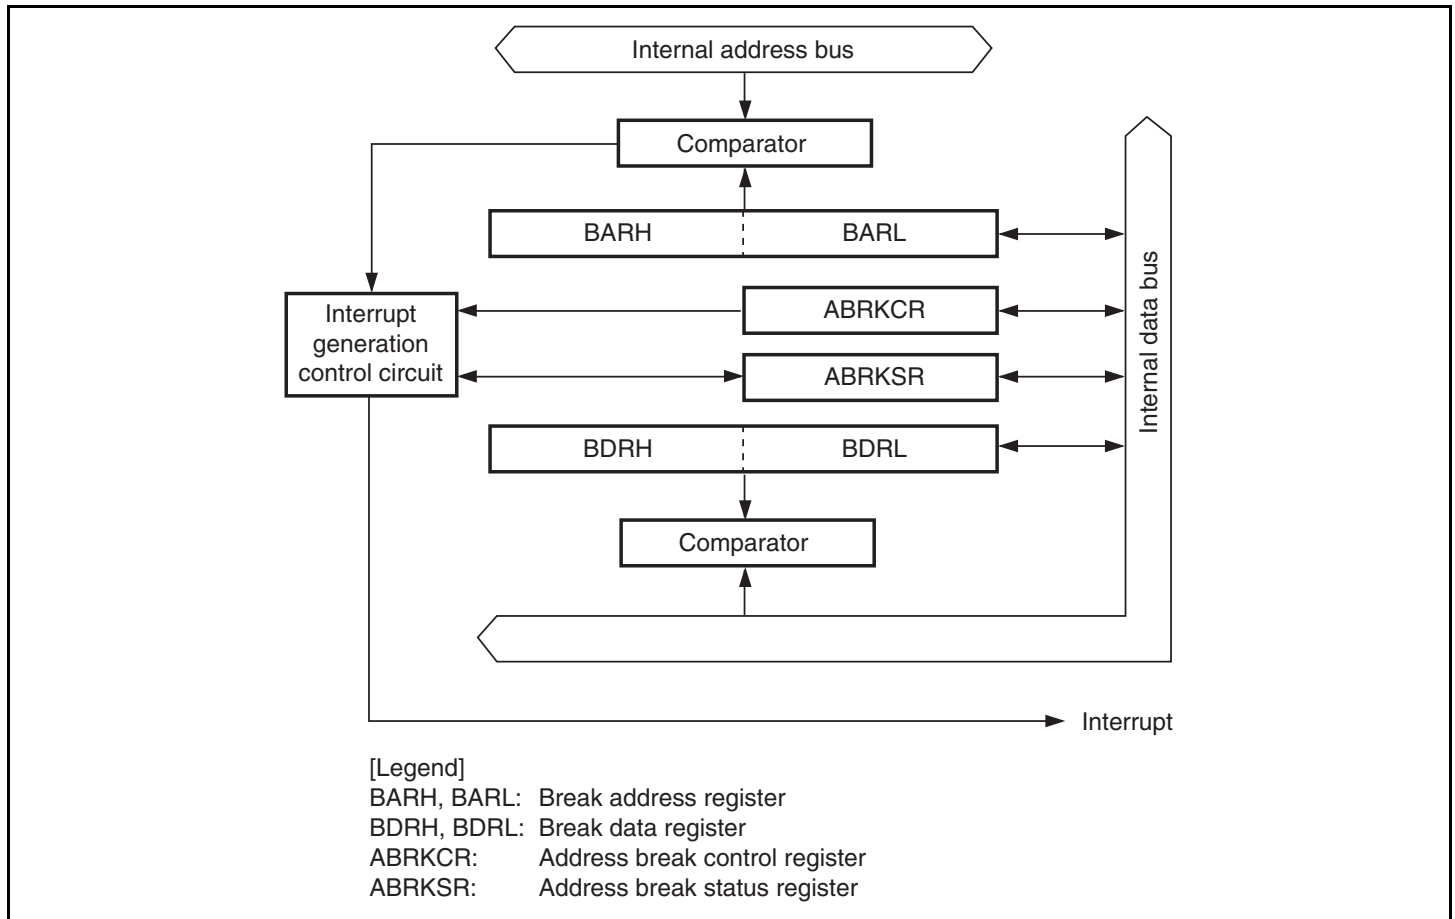 Internal address bus
Comparator
BARH
BARL
Interrupt
generation
control circuit
ABRKCR
ABRKSR
Internal data bus
BDRH
BDRL
Comparator
Interrupt
[Legend]
BARH, BARL: Break address register
BDRH, BDRL: Break data register
ABRKCR: Address break control register
ABRKSR: Address break status register